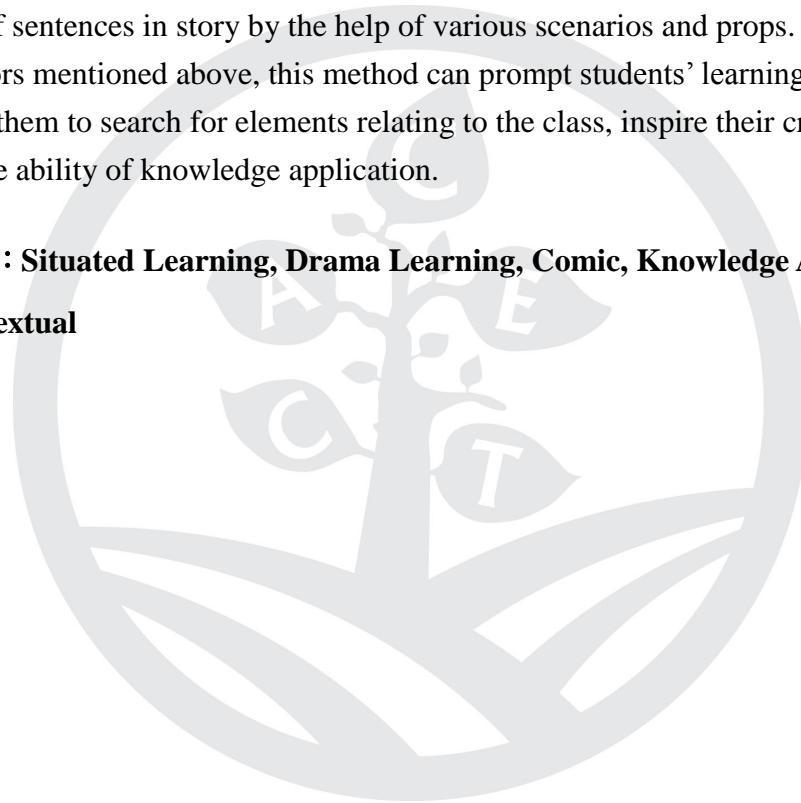 f sentences in story by the help of various scenarios and props.
ors mentioned above, this method can prompt students’ learning
them to search for elements relating to the class, inspire their cr
e ability of knowledge application.
: Situated Learning, Drama Learning, Comic, Knowledge A
extual
C
A
E
C
T